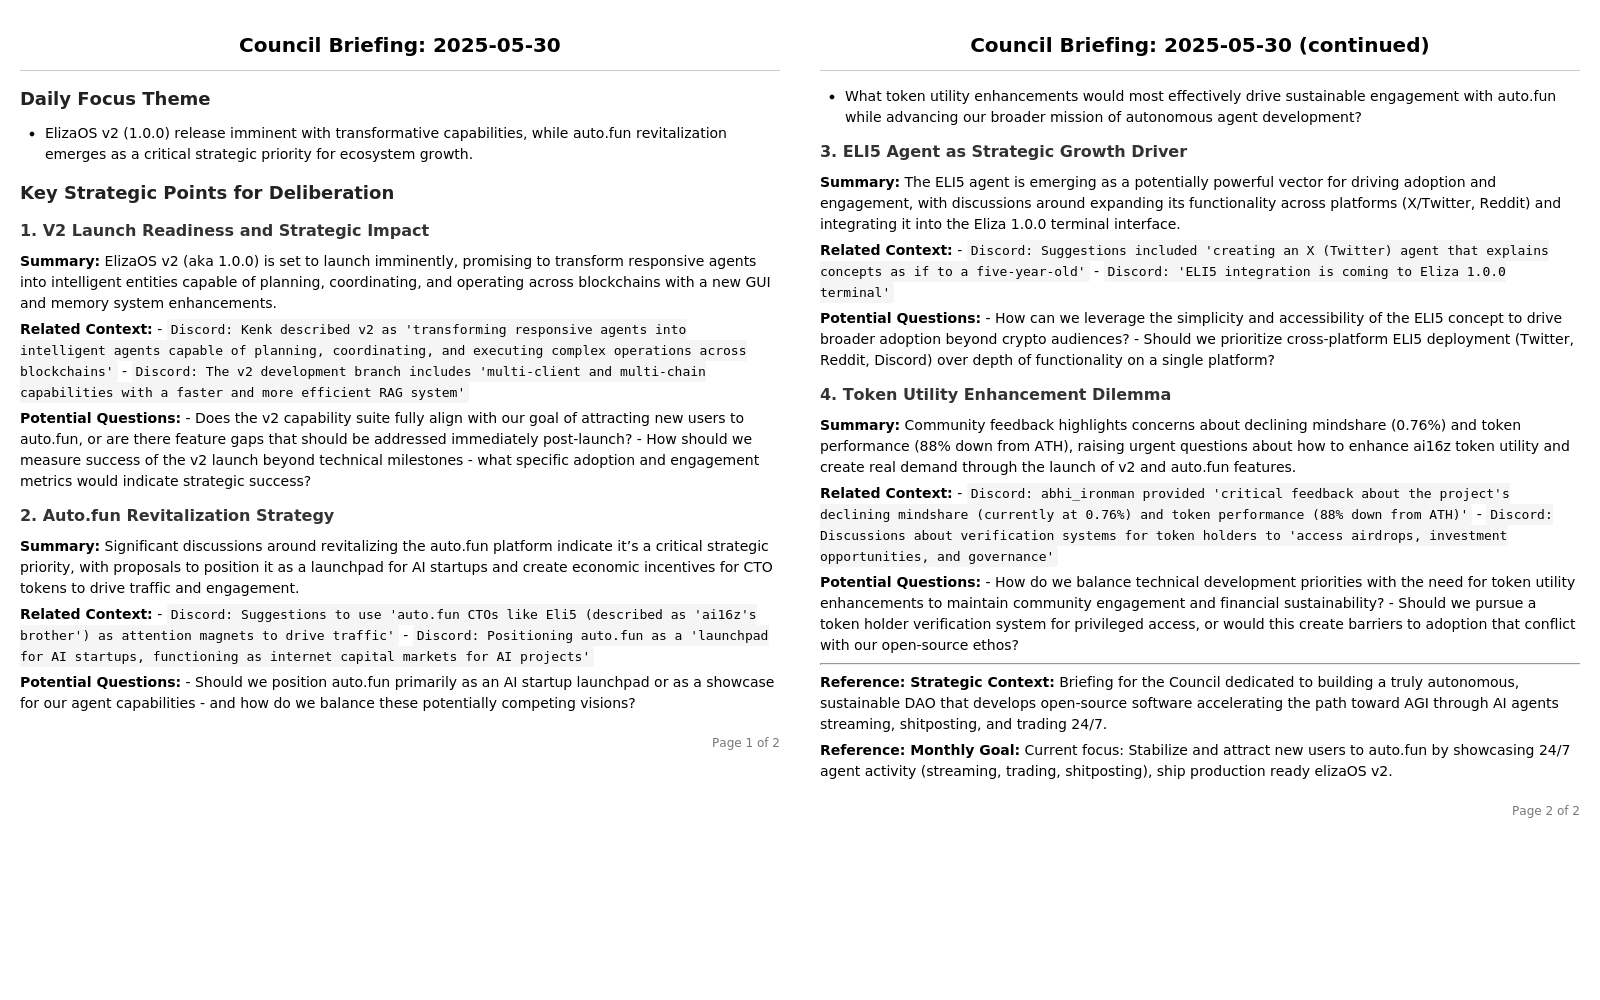 Council Briefing: 2025-05-30
Daily Focus Theme
• ElizaOS v2 (1.0.0) release imminent with transformative capabilities, while auto.fun revitalization
emerges as a critical strategic priority for ecosystem growth.
Key Strategic Points for Deliberation
1. V2 Launch Readiness and Strategic Impact
Summary: ElizaOS v2 (aka 1.0.0) is set to launch imminently, promising to transform responsive agents
into intelligent entities capable of planning, coordinating, and operating across blockchains with a new GUI
and memory system enhancements.
Related Context: - Discord: Kenk described v2 as 'transforming responsive agents into
intelligent agents capable of planning, coordinating, and executing complex operations across
blockchains' - Discord: The v2 development branch includes 'multi-client and multi-chain
capabilities with a faster and more efficient RAG system'
Potential Questions: - Does the v2 capability suite fully align with our goal of attracting new users to
auto.fun, or are there feature gaps that should be addressed immediately post-launch? - How should we
measure success of the v2 launch beyond technical milestones - what specific adoption and engagement
metrics would indicate strategic success?
2. Auto.fun Revitalization Strategy
Summary: Significant discussions around revitalizing the auto.fun platform indicate it’s a critical strategic
priority, with proposals to position it as a launchpad for AI startups and create economic incentives for CTO
tokens to drive traffic and engagement.
Related Context: - Discord: Suggestions to use 'auto.fun CTOs like Eli5 (described as 'ai16z's
brother') as attention magnets to drive traffic' - Discord: Positioning auto.fun as a 'launchpad
for AI startups, functioning as internet capital markets for AI projects'
Potential Questions: - Should we position auto.fun primarily as an AI startup launchpad or as a showcase
for our agent capabilities - and how do we balance these potentially competing visions?
Page 1 of 2
Council Briefing: 2025-05-30 (continued)
• What token utility enhancements would most effectively drive sustainable engagement with auto.fun
while advancing our broader mission of autonomous agent development?
3. ELI5 Agent as Strategic Growth Driver
Summary: The ELI5 agent is emerging as a potentially powerful vector for driving adoption and
engagement, with discussions around expanding its functionality across platforms (X/Twitter, Reddit) and
integrating it into the Eliza 1.0.0 terminal interface.
Related Context: - Discord: Suggestions included 'creating an X (Twitter) agent that explains
concepts as if to a five-year-old' - Discord: 'ELI5 integration is coming to Eliza 1.0.0
terminal'
Potential Questions: - How can we leverage the simplicity and accessibility of the ELI5 concept to drive
broader adoption beyond crypto audiences? - Should we prioritize cross-platform ELI5 deployment (Twitter,
Reddit, Discord) over depth of functionality on a single platform?
4. Token Utility Enhancement Dilemma
Summary: Community feedback highlights concerns about declining mindshare (0.76%) and token
performance (88% down from ATH), raising urgent questions about how to enhance ai16z token utility and
create real demand through the launch of v2 and auto.fun features.
Related Context: - Discord: abhi_ironman provided 'critical feedback about the project's
declining mindshare (currently at 0.76%) and token performance (88% down from ATH)' - Discord:
Discussions about verification systems for token holders to 'access airdrops, investment
opportunities, and governance'
Potential Questions: - How do we balance technical development priorities with the need for token utility
enhancements to maintain community engagement and financial sustainability? - Should we pursue a
token holder verification system for privileged access, or would this create barriers to adoption that conflict
with our open-source ethos?
Reference: Strategic Context: Briefing for the Council dedicated to building a truly autonomous,
sustainable DAO that develops open-source software accelerating the path toward AGI through AI agents
streaming, shitposting, and trading 24/7.
Reference: Monthly Goal: Current focus: Stabilize and attract new users to auto.fun by showcasing 24/7
agent activity (streaming, trading, shitposting), ship production ready elizaOS v2.
Page 2 of 2